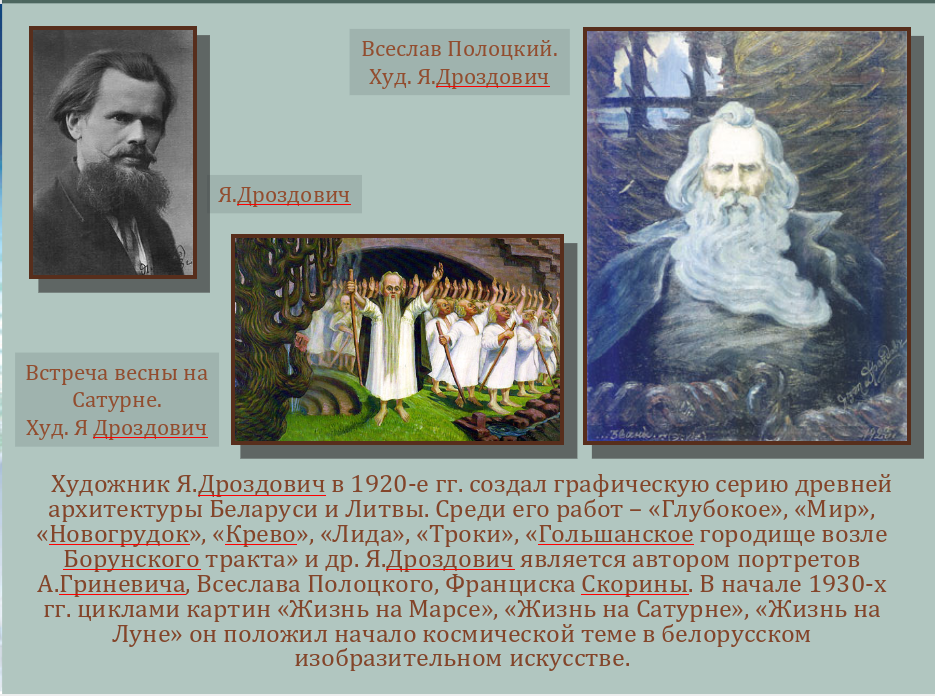 Всеслав Полоцкий.
Худ. Я.Дроздович
Я.Дроздович
Встреча весны на
Сатурне.
Худ. Я Дроздович
Художник Я.Дроздович в 1920-е гг. создал графическую серию древней
архитектуры Беларуси и Литвы. Среди его работ – «Глубокое», «Мир»,
«Новогрудок», «Крево», «Лида», «Троки», «Гольшанское городище возле
Борунского тракта» и др. Я.Дроздович является автором портретов
А.Гриневича, Всеслава Полоцкого, Франциска Скорины. В начале 1930-х
гг. циклами картин «Жизнь на Марсе», «Жизнь на Сатурне», «Жизнь на
Луне» он положил начало космической теме в белорусском
изобразительном искусстве.